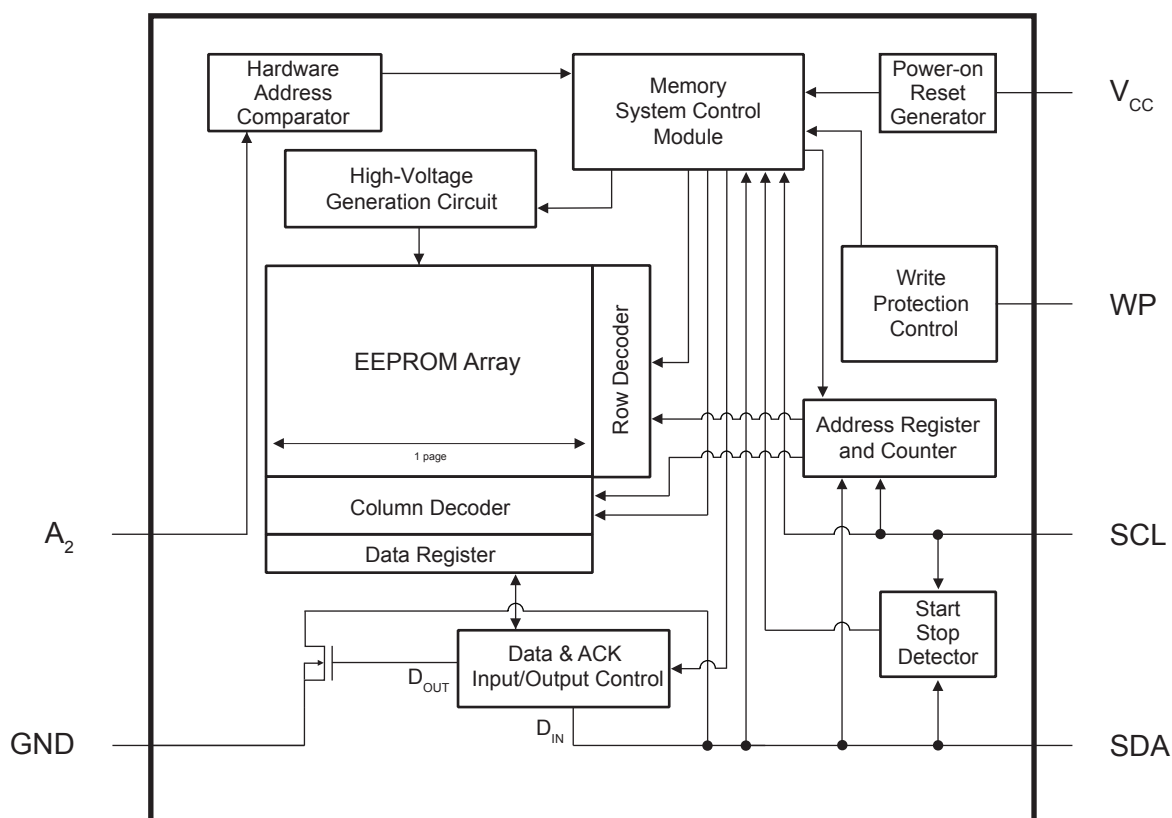 Hardware
Address
Comparator
Memory
System Control
Module
Power-on
Reset
Generator
V_CC
High-Voltage
Generation Circuit
Write
Protection
Control
WP
EEPROM Array
Row Decoder
1 page
Address Register
and Counter
Column Decoder
A_2
SCL
Data Register
Start
Stop
Detector
Data & ACK
Input/Output Control
D_OUT
D_IN
GND
SDA